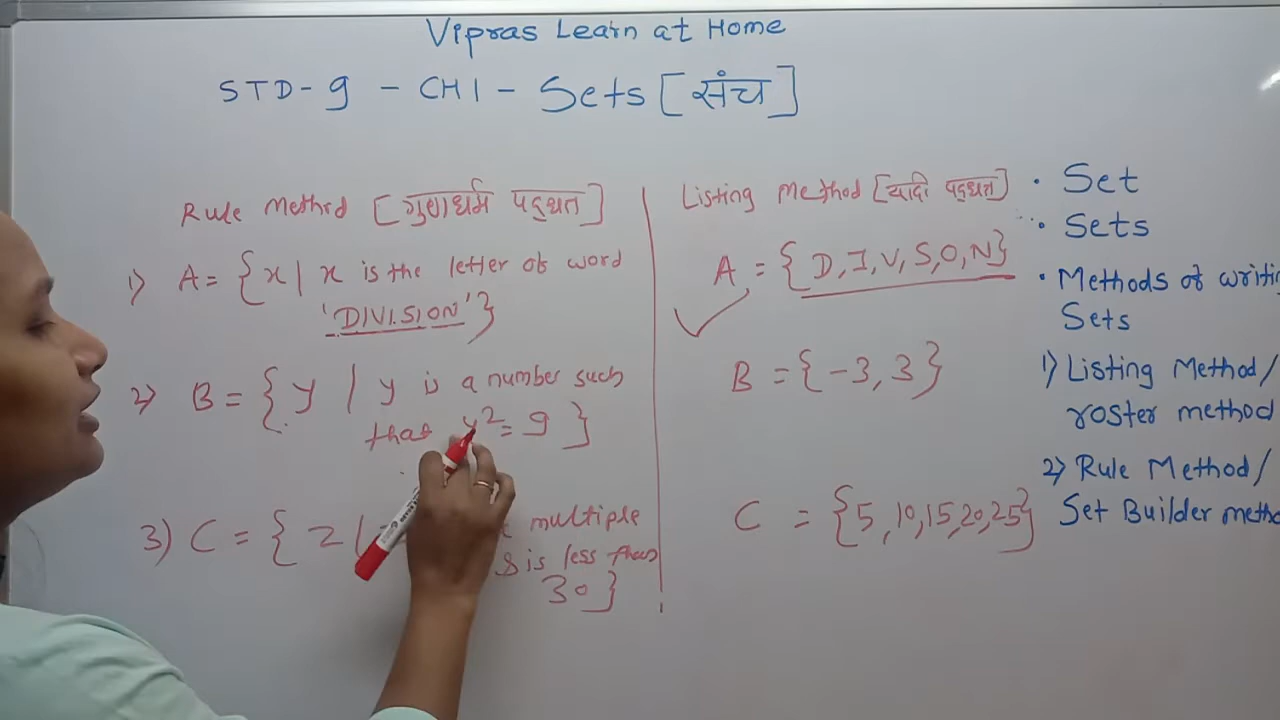 Vipras Learn at Home
STD-9 - CH1 - Sets [संच]
Rule Method [गुणधर्म पद्धत]
1) A = { x | x is the letter of word
'DIVISION' }
2) B = { y / y is a number such
that y² = 9 }
3) C = { z |
multiple
is less than
30 }
Listing Method [यादी पद्धत]
A = { D, I, V, S, O, N }
B = { -3, 3 }
C = { 5, 10, 15, 20, 25 }
• Set
• Sets
• Methods of writi
Sets
1) Listing Method/
roster method
2) Rule Method/
Set Builder metho